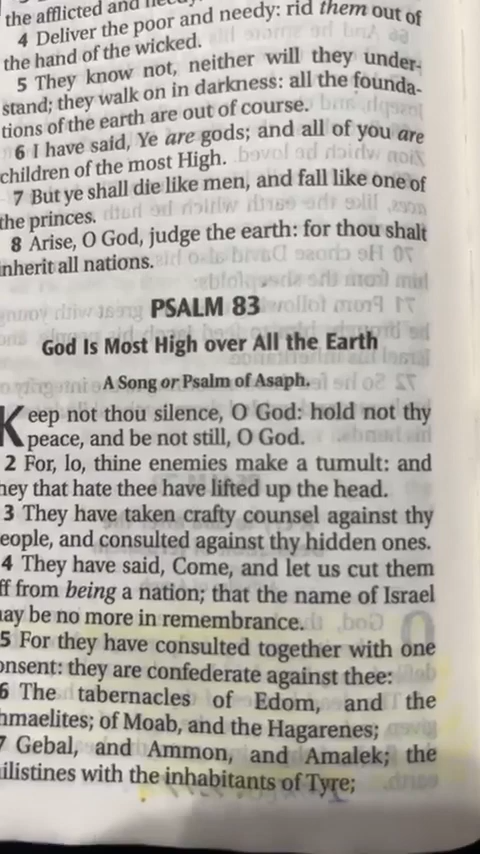 the afflicted and
4 Deliver the poor and needy: rid them out of
the hand of the wicked.
5 They know not, neither will they under-
stand; they walk on in darkness: all the founda-
tions of the earth are out of course.
6 I have said, Ye are gods; and all of you are
children of the most High.
7 But ye shall die like men, and fall like one of
the princes.
8 Arise, O God, judge the earth: for thou shalt
inherit all nations.
PSALM 83
God Is Most High over All the Earth
A Song or Psalm of Asaph.
Keep not thou silence, O God: hold not thy
peace, and be not still, O God.
2 For, lo, thine enemies make a tumult: and
hey that hate thee have lifted up the head.
3 They have taken crafty counsel against thy
eople, and consulted against thy hidden ones.
4 They have said, Come, and let us cut them
ff from being a nation; that the name of Israel
may be no more in remembrance.
5 For they have consulted together with one
onsent: they are confederate against thee:
6 The tabernacles of Edom, and the
hmaelites; of Moab, and the Hagarenes;
7 Gebal, and Ammon, and Amalek; the
ilistines with the inhabitants of Tyre;